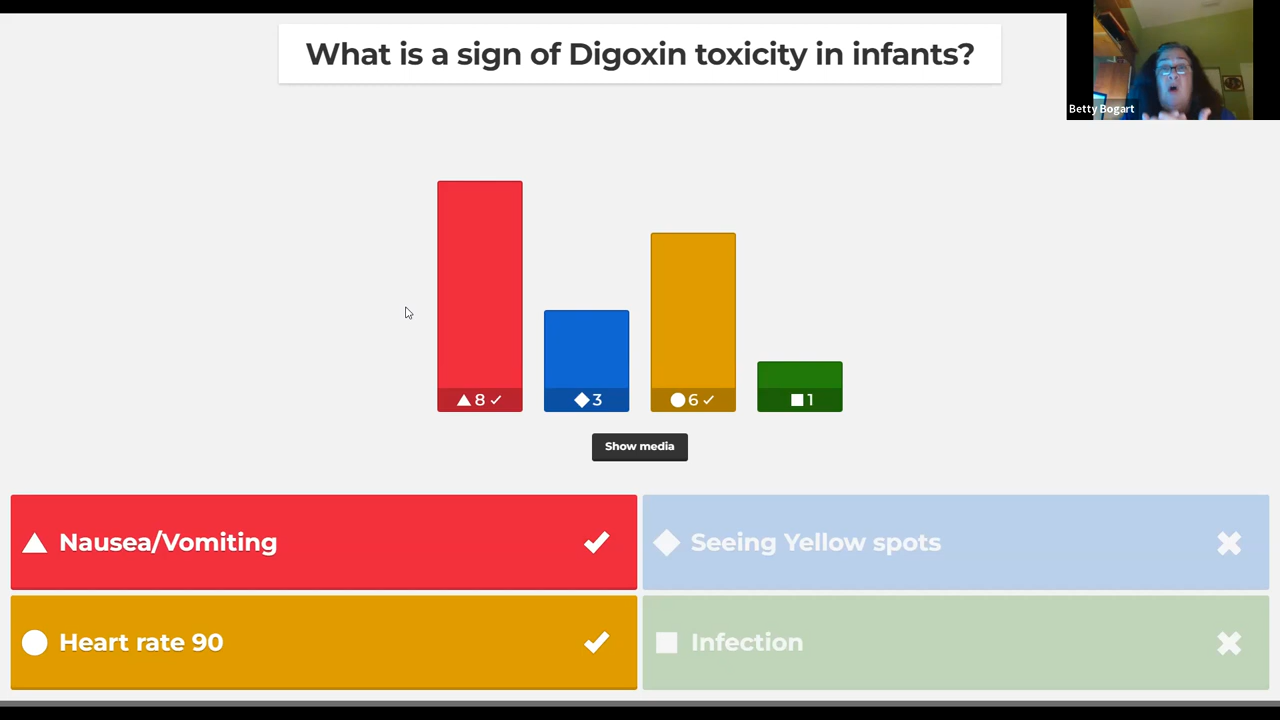 What is a sign of Digoxin toxicity in infants?
Betty Bogart
8
3
6
1
Show media
Nausea/Vomiting
Seeing Yellow spots
Heart rate 90
Infection